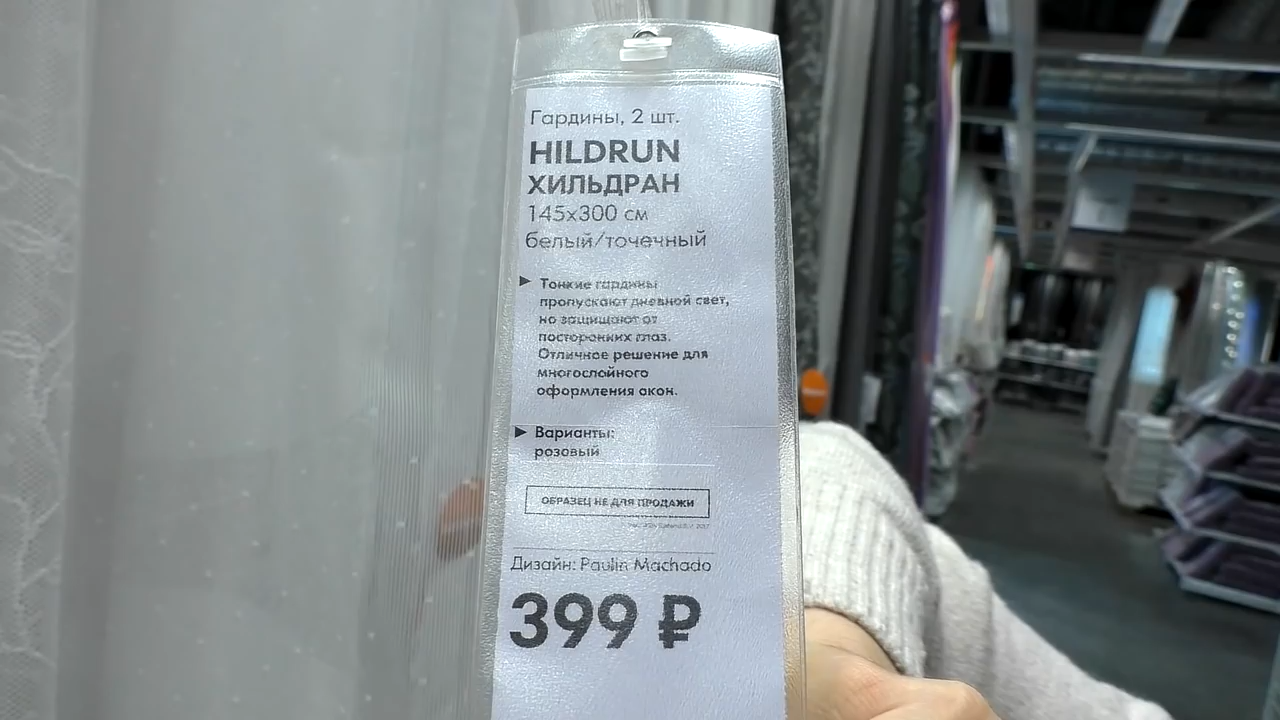 Гардины, 2 шт.
HILDRUN
ХИЛЬДРАН
145x300 см
белый/точечный
► Тонкие гардины
пропускают дневной свет,
но защищают от
посторонних глаз.
Отличное решение для
многослойного
оформления окон.
► Варианты:
розовый
ОБРАЗЕЦ НЕ ДЛЯ ПРОДАЖИ
Дизайн: Paulin Machado
399 ₽